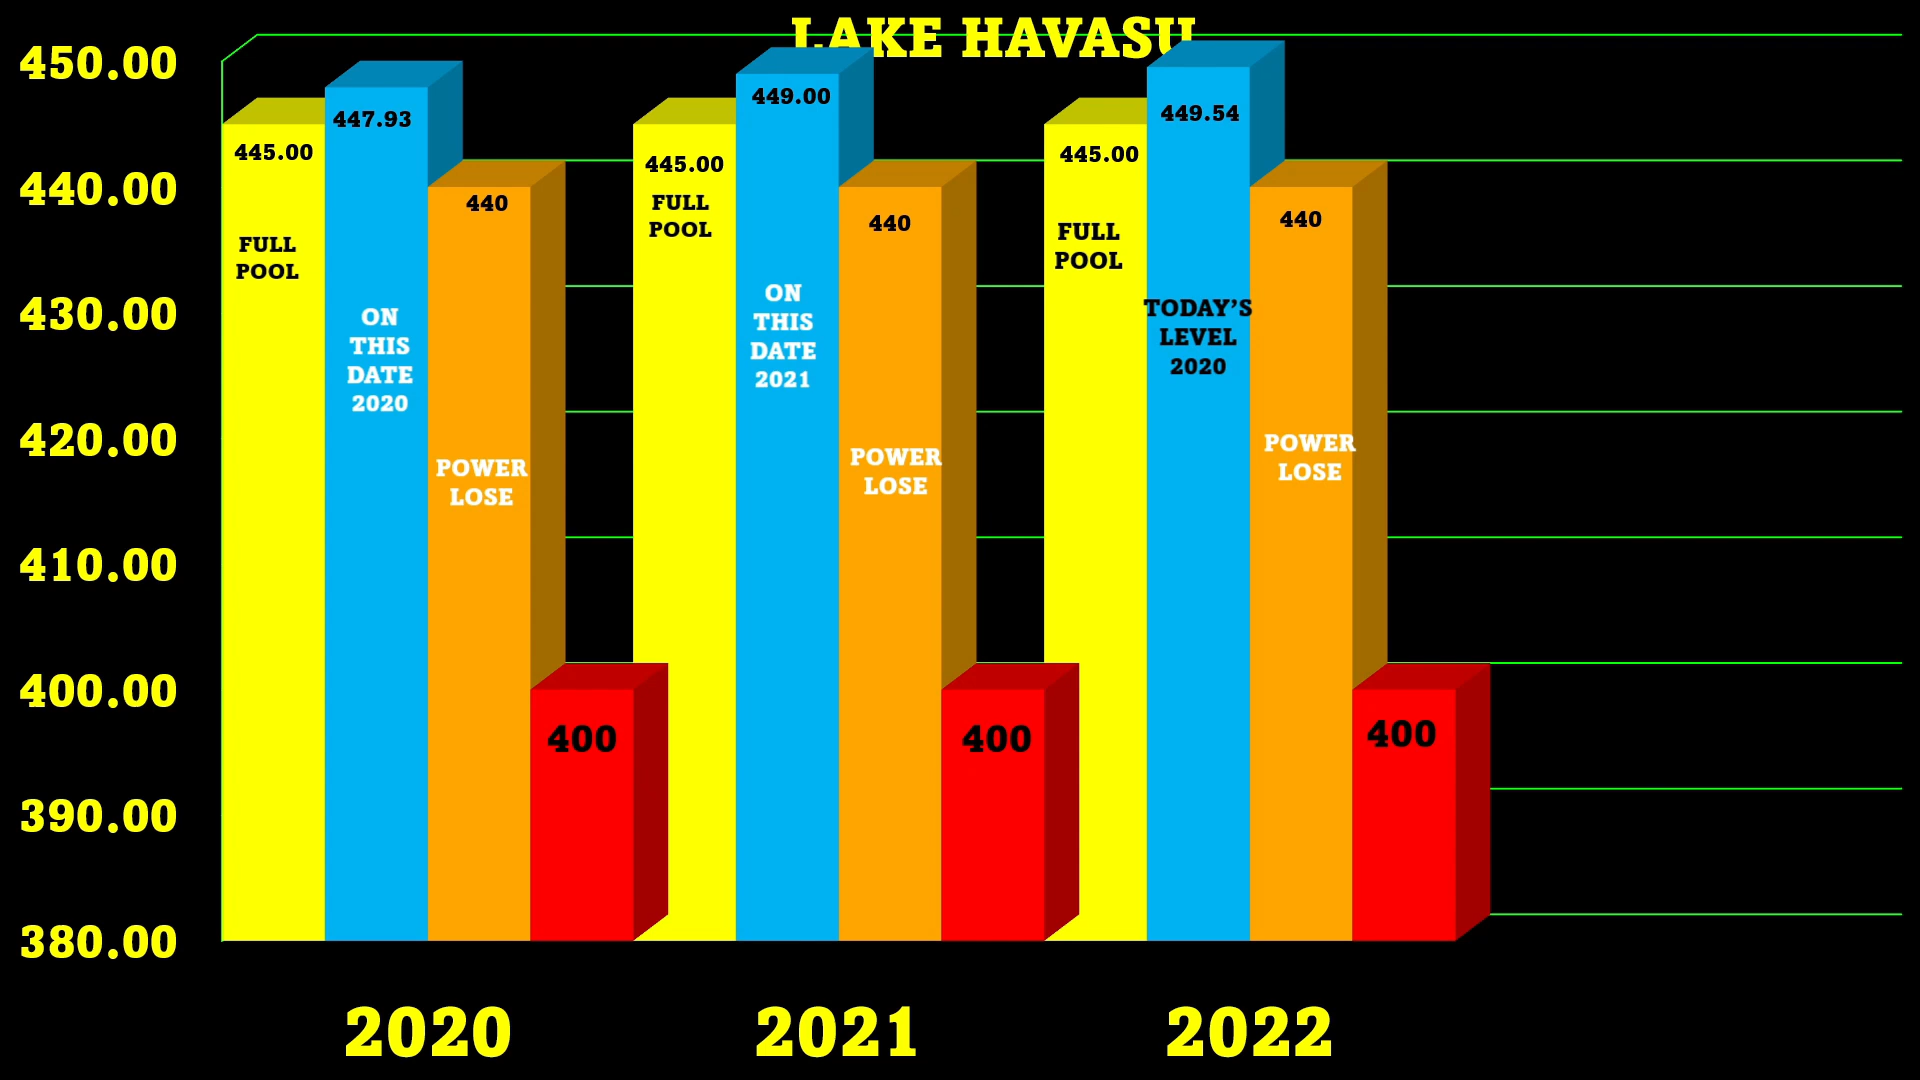 LAKE HAVASU
450.00
440.00
430.00
420.00
410.00
400.00
390.00
380.00
445.00
FULL
POOL
447.93
ON
THIS
DATE
2020
440
POWER
LOSE
400
445.00
FULL
POOL
449.00
ON
THIS
DATE
2021
440
POWER
LOSE
400
445.00
FULL
POOL
449.54
TODAY'S
LEVEL
2020
440
POWER
LOSE
400
2020
2021
2022